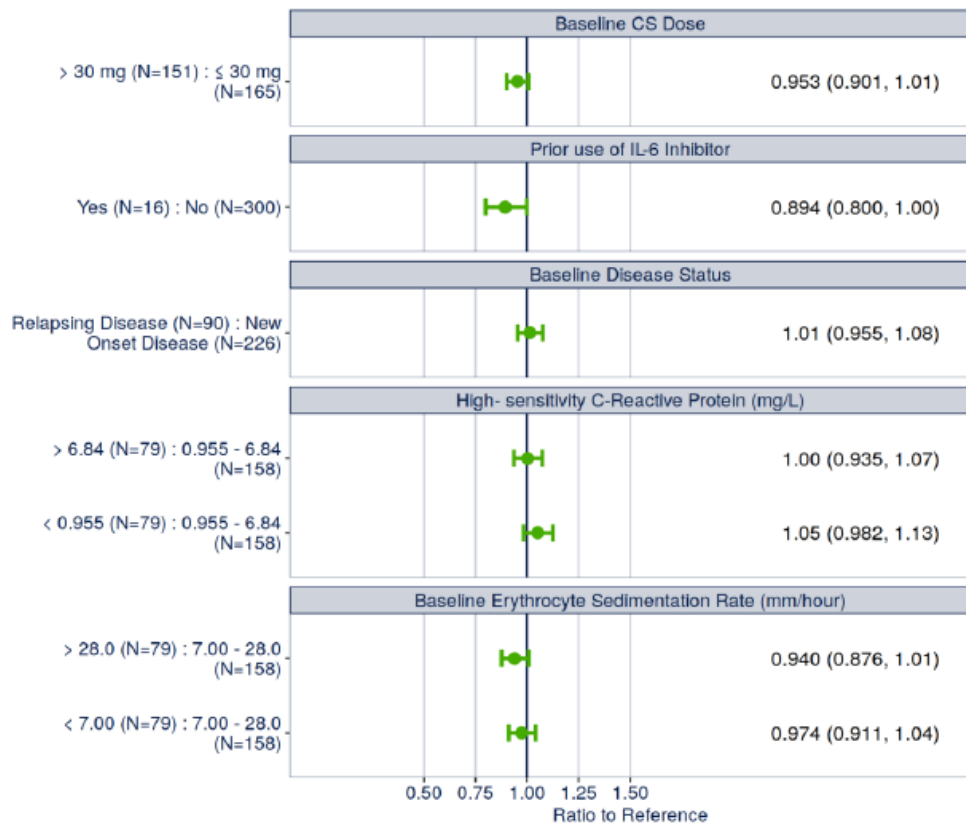 Baseline CS Dose
> 30 mg (N=151) : ≤ 30 mg
(N=165)
0.953 (0.901, 1.01)
Prior use of IL-6 Inhibitor
Yes (N=16) : No (N=300)
0.894 (0.800, 1.00)
Baseline Disease Status
Relapsing Disease (N=90) : New
Onset Disease (N=226)
1.01 (0.955, 1.08)
High- sensitivity C-Reactive Protein (mg/L)
> 6.84 (N=79) : 0.955 - 6.84
(N=158)
1.00 (0.935, 1.07)
< 0.955 (N=79) : 0.955 - 6.84
(N=158)
1.05 (0.982, 1.13)
Baseline Erythrocyte Sedimentation Rate (mm/hour)
> 28.0 (N=79) : 7.00 - 28.0
(N=158)
0.940 (0.876, 1.01)
< 7.00 (N=79) : 7.00 - 28.0
(N=158)
0.974 (0.911, 1.04)
0.50 0.75 1.00 1.25 1.50
Ratio to Reference